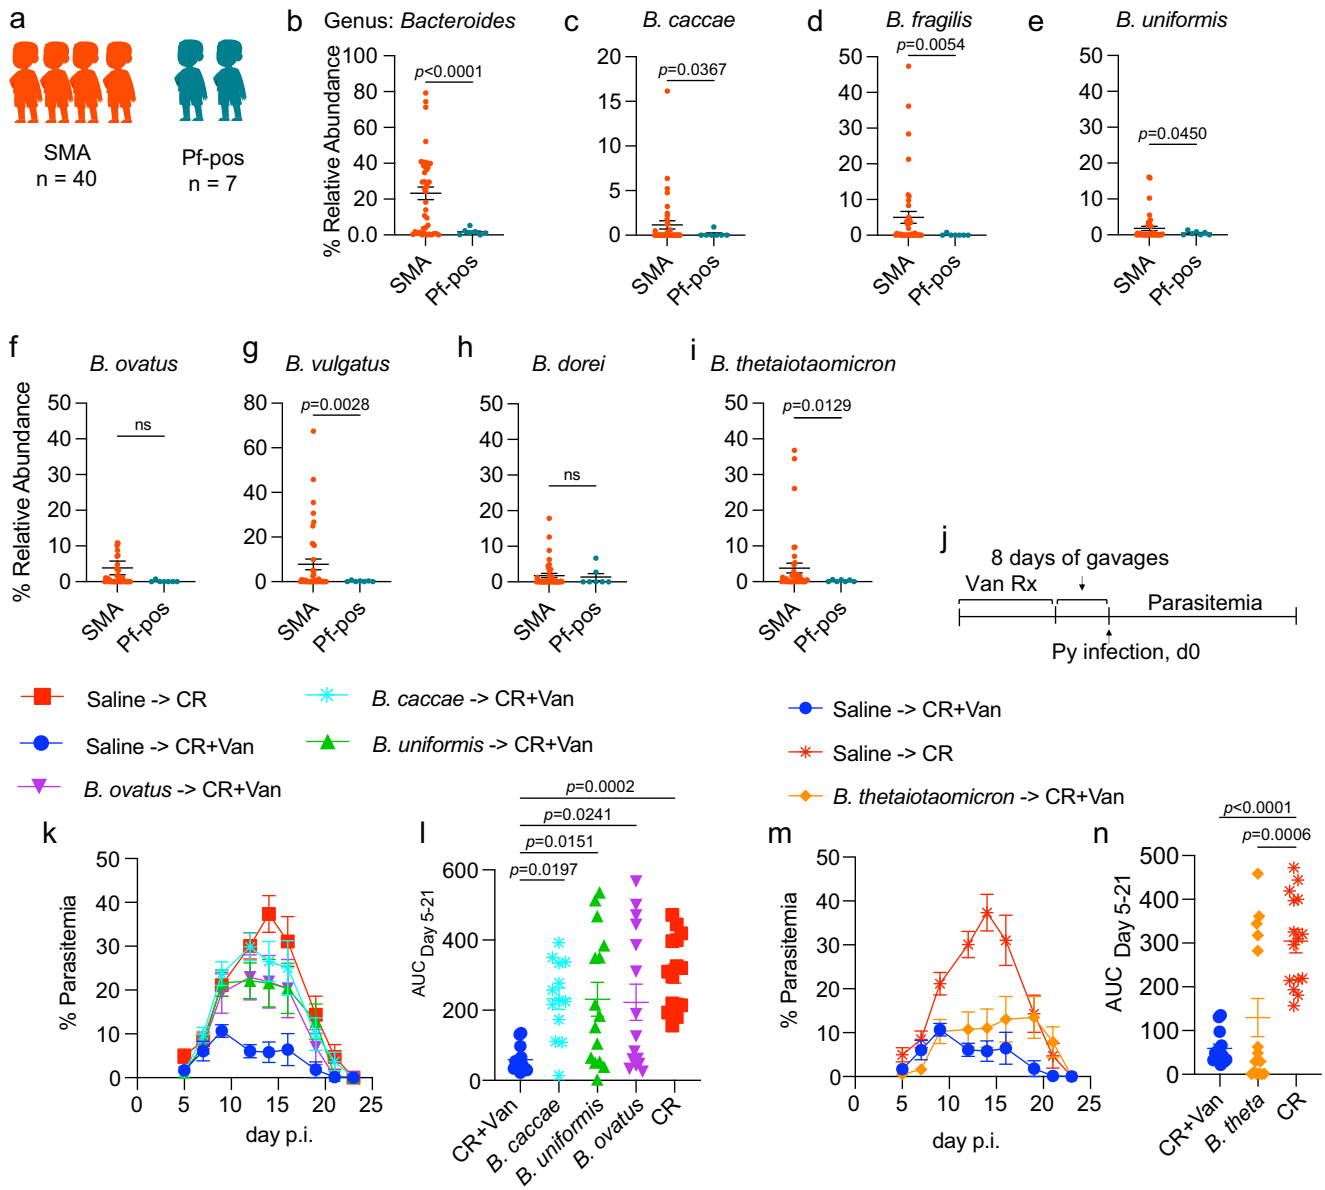 a
SMA
n = 40
Pf-pos
n = 7
b
Genus: Bacteroides
% Relative Abundance
100
80
60
40
20
0.0
p<0.0001
SMA
Pf-pos
c
B. caccae
20
15
10
5
0
p=0.0367
SMA
Pf-pos
d
B. fragilis
50
40
30
20
10
0
p=0.0054
SMA
Pf-pos
e
B. uniformis
50
40
30
20
10
0
p=0.0450
SMA
Pf-pos
f
B. ovatus
% Relative Abundance
50
40
30
20
10
0
ns
SMA
Pf-pos
g
B. vulgatus
80
60
40
20
0
p=0.0028
SMA
Pf-pos
h
B. dorei
50
40
30
20
10
0
ns
SMA
Pf-pos
i
B. thetaiotaomicron
50
40
30
20
10
0
p=0.0129
SMA
Pf-pos
j
8 days of gavages
Van Rx
Parasitemia
Py infection, d0
Saline -> CR
Saline -> CR+Van
B. ovatus -> CR+Van
B. caccae -> CR+Van
B. uniformis -> CR+Van
k
% Parasitemia
50
40
30
20
10
0
0
5
10
15
20
25
day p.i.
l
AUC Day 5-21
600
400
200
0
p=0.0002
p=0.0241
p=0.0151
p=0.0197
CR+Van
B. caccae
B. uniformis
B. ovatus
CR
Saline -> CR+Van
Saline -> CR
B. thetaiotaomicron -> CR+Van
m
% Parasitemia
50
40
30
20
10
0
0
5
10
15
20
25
day p.i.
n
AUC Day 5-21
500
400
300
200
100
0
p<0.0001
p=0.0006
CR+Van
B. theta
CR